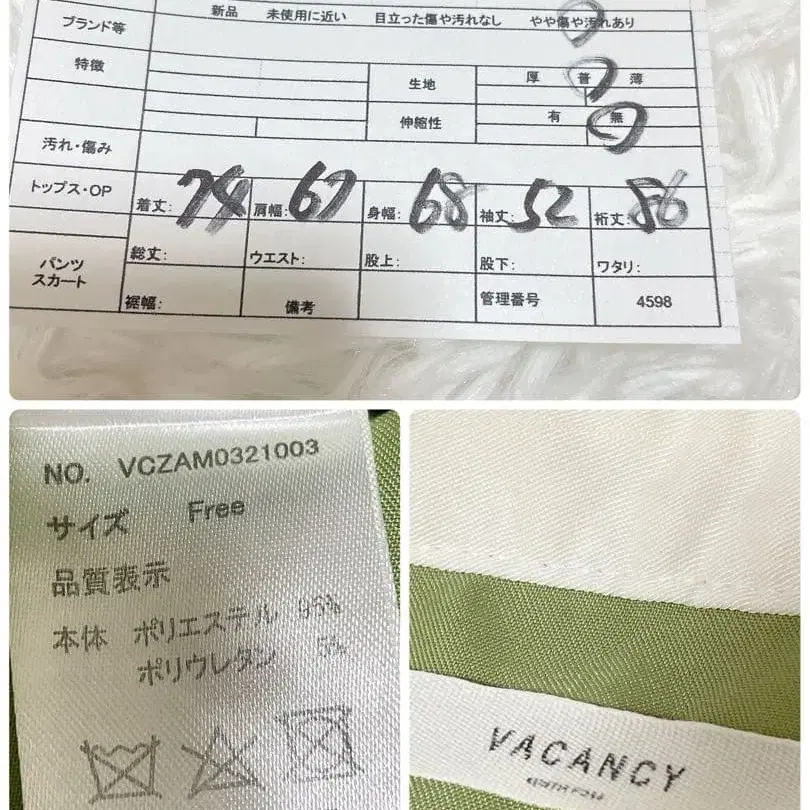 新品 未使用に近い 目立った傷や汚れなし やや傷や汚れあり
ブランド等
特徴
生地 厚 普 薄
伸縮性 有 無
汚れ・傷み
トップス・OP 着丈: 74 肩幅: 67 身幅: 68 袖丈: 52 裄丈: 86
パンツ
スカート
総丈: ウエスト: 股上: 股下: ワタリ:
裾幅: 備考 管理番号 4598
NO. VCZAM0321003
サイズ Free
品質表示
本体 ポリエステル 95%
ポリウレタン 5%
VACANCY